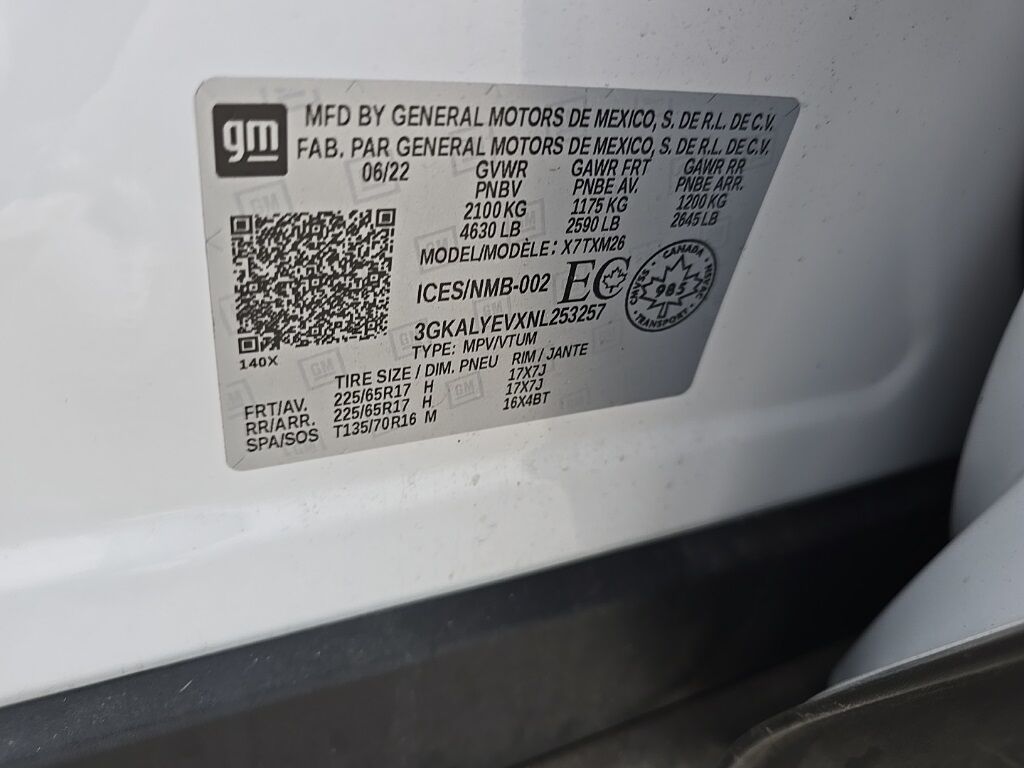 gm
MFD BY GENERAL MOTORS DE MEXICO, S. DE R.L. DE C.V.
FAB. PAR GENERAL MOTORS DE MEXICO, S. DE R.L. DE C.V.
06/22 GVWR GAWR FRT GAWR RR
PNBV PNBE AV. PNBE ARR.
2100 KG 1175 KG 1200 KG
4630 LB 2590 LB 2645 LB
MODEL/MODÈLE: X7TXM26
ICES/NMB-002 EC
CANADA
985
TRANSPORT
3GKALYEVXNL253257
TYPE: MPV/VTUM
140X
TIRE SIZE / DIM. PNEU RIM / JANTE
FRT/AV. 225/65R17 H 17X7J
RR/ARR. 225/65R17 H 17X7J
SPA/SOS T135/70R16 M 16X4BT